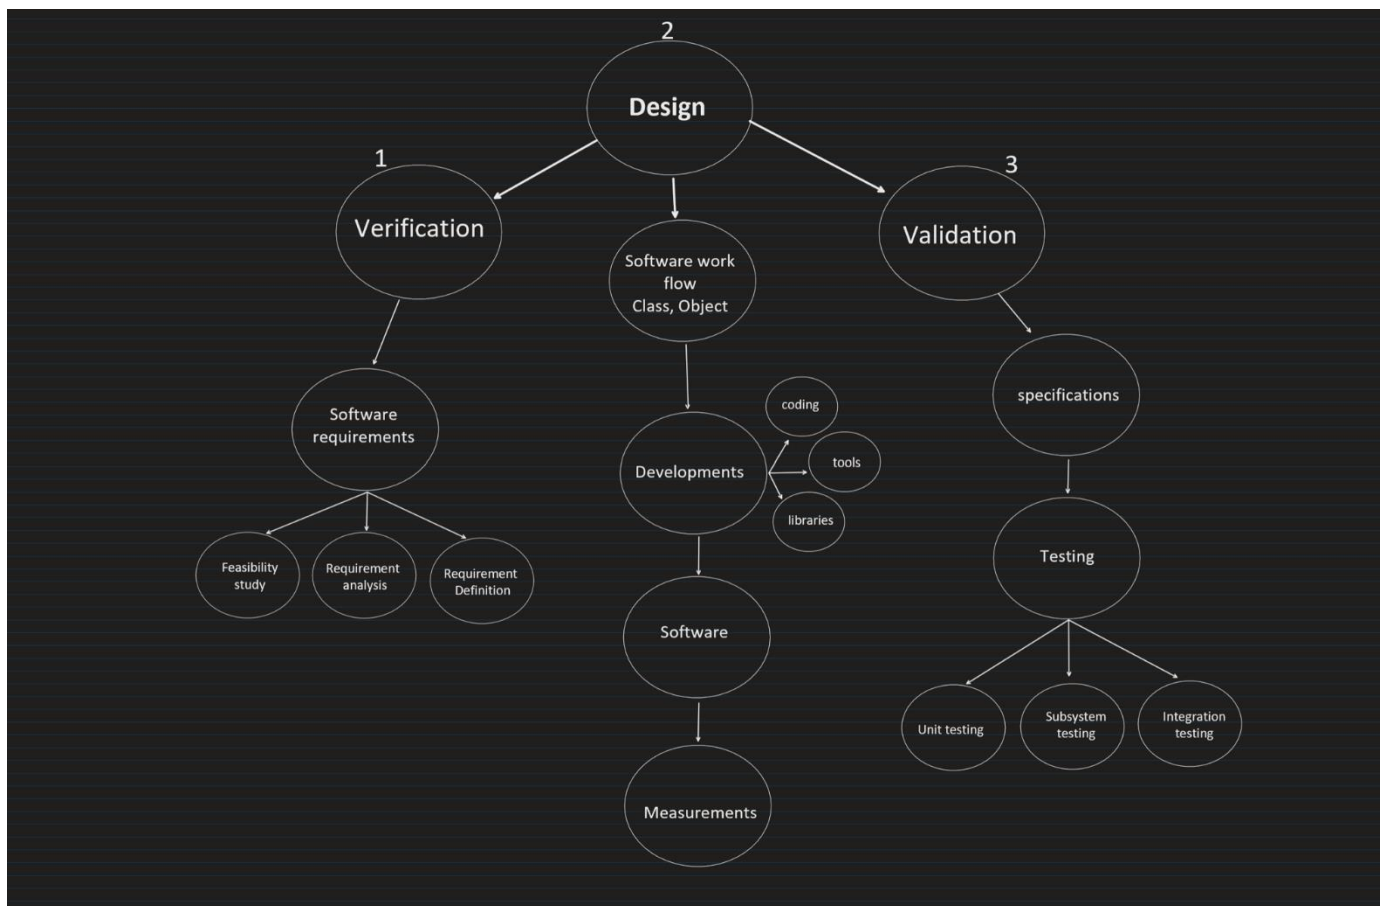 2
Design
1
Verification
3
Validation
Software work
flow
Class, Object
Software
requirements
specifications
coding
Developments
tools
libraries
Feasibility
study
Requirement
analysis
Requirement
Definition
Testing
Software
Unit testing
Subsystem
testing
Integration
testing
Measurements